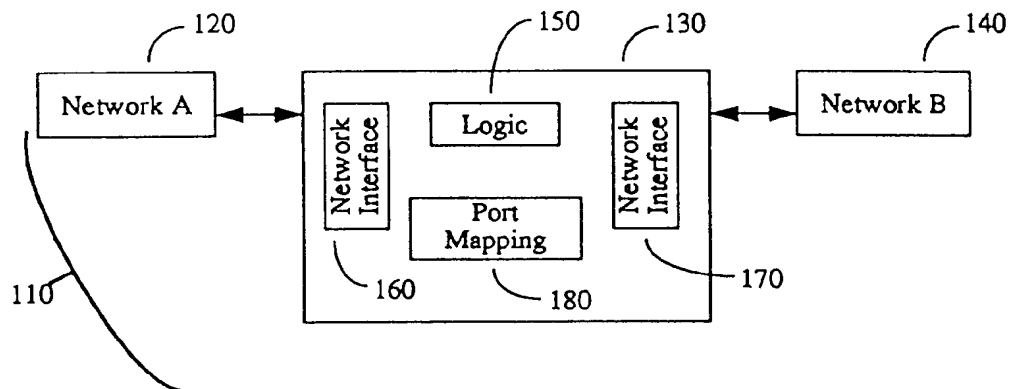 120
150
130
140
Network A
Logic
Network
Interface
Network
Interface
Network B
Port
Mapping
110
160
180
170